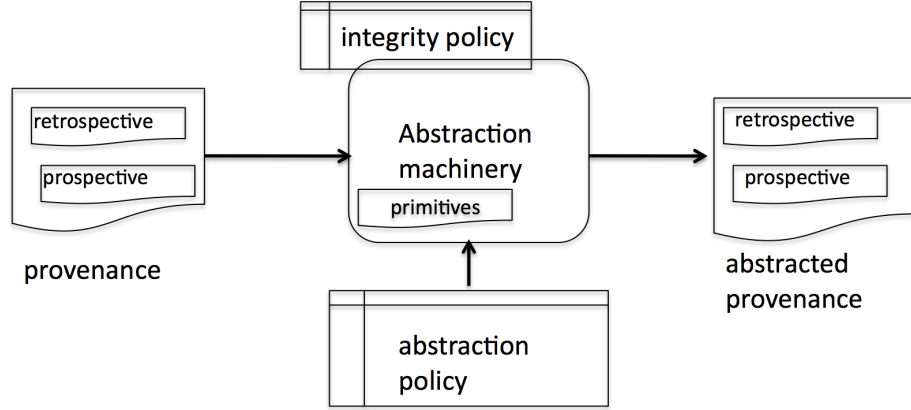 integrity policy
retrospective
prospective
provenance
Abstraction
machinery
primitives
retrospective
prospective
abstracted
provenance
abstraction
policy